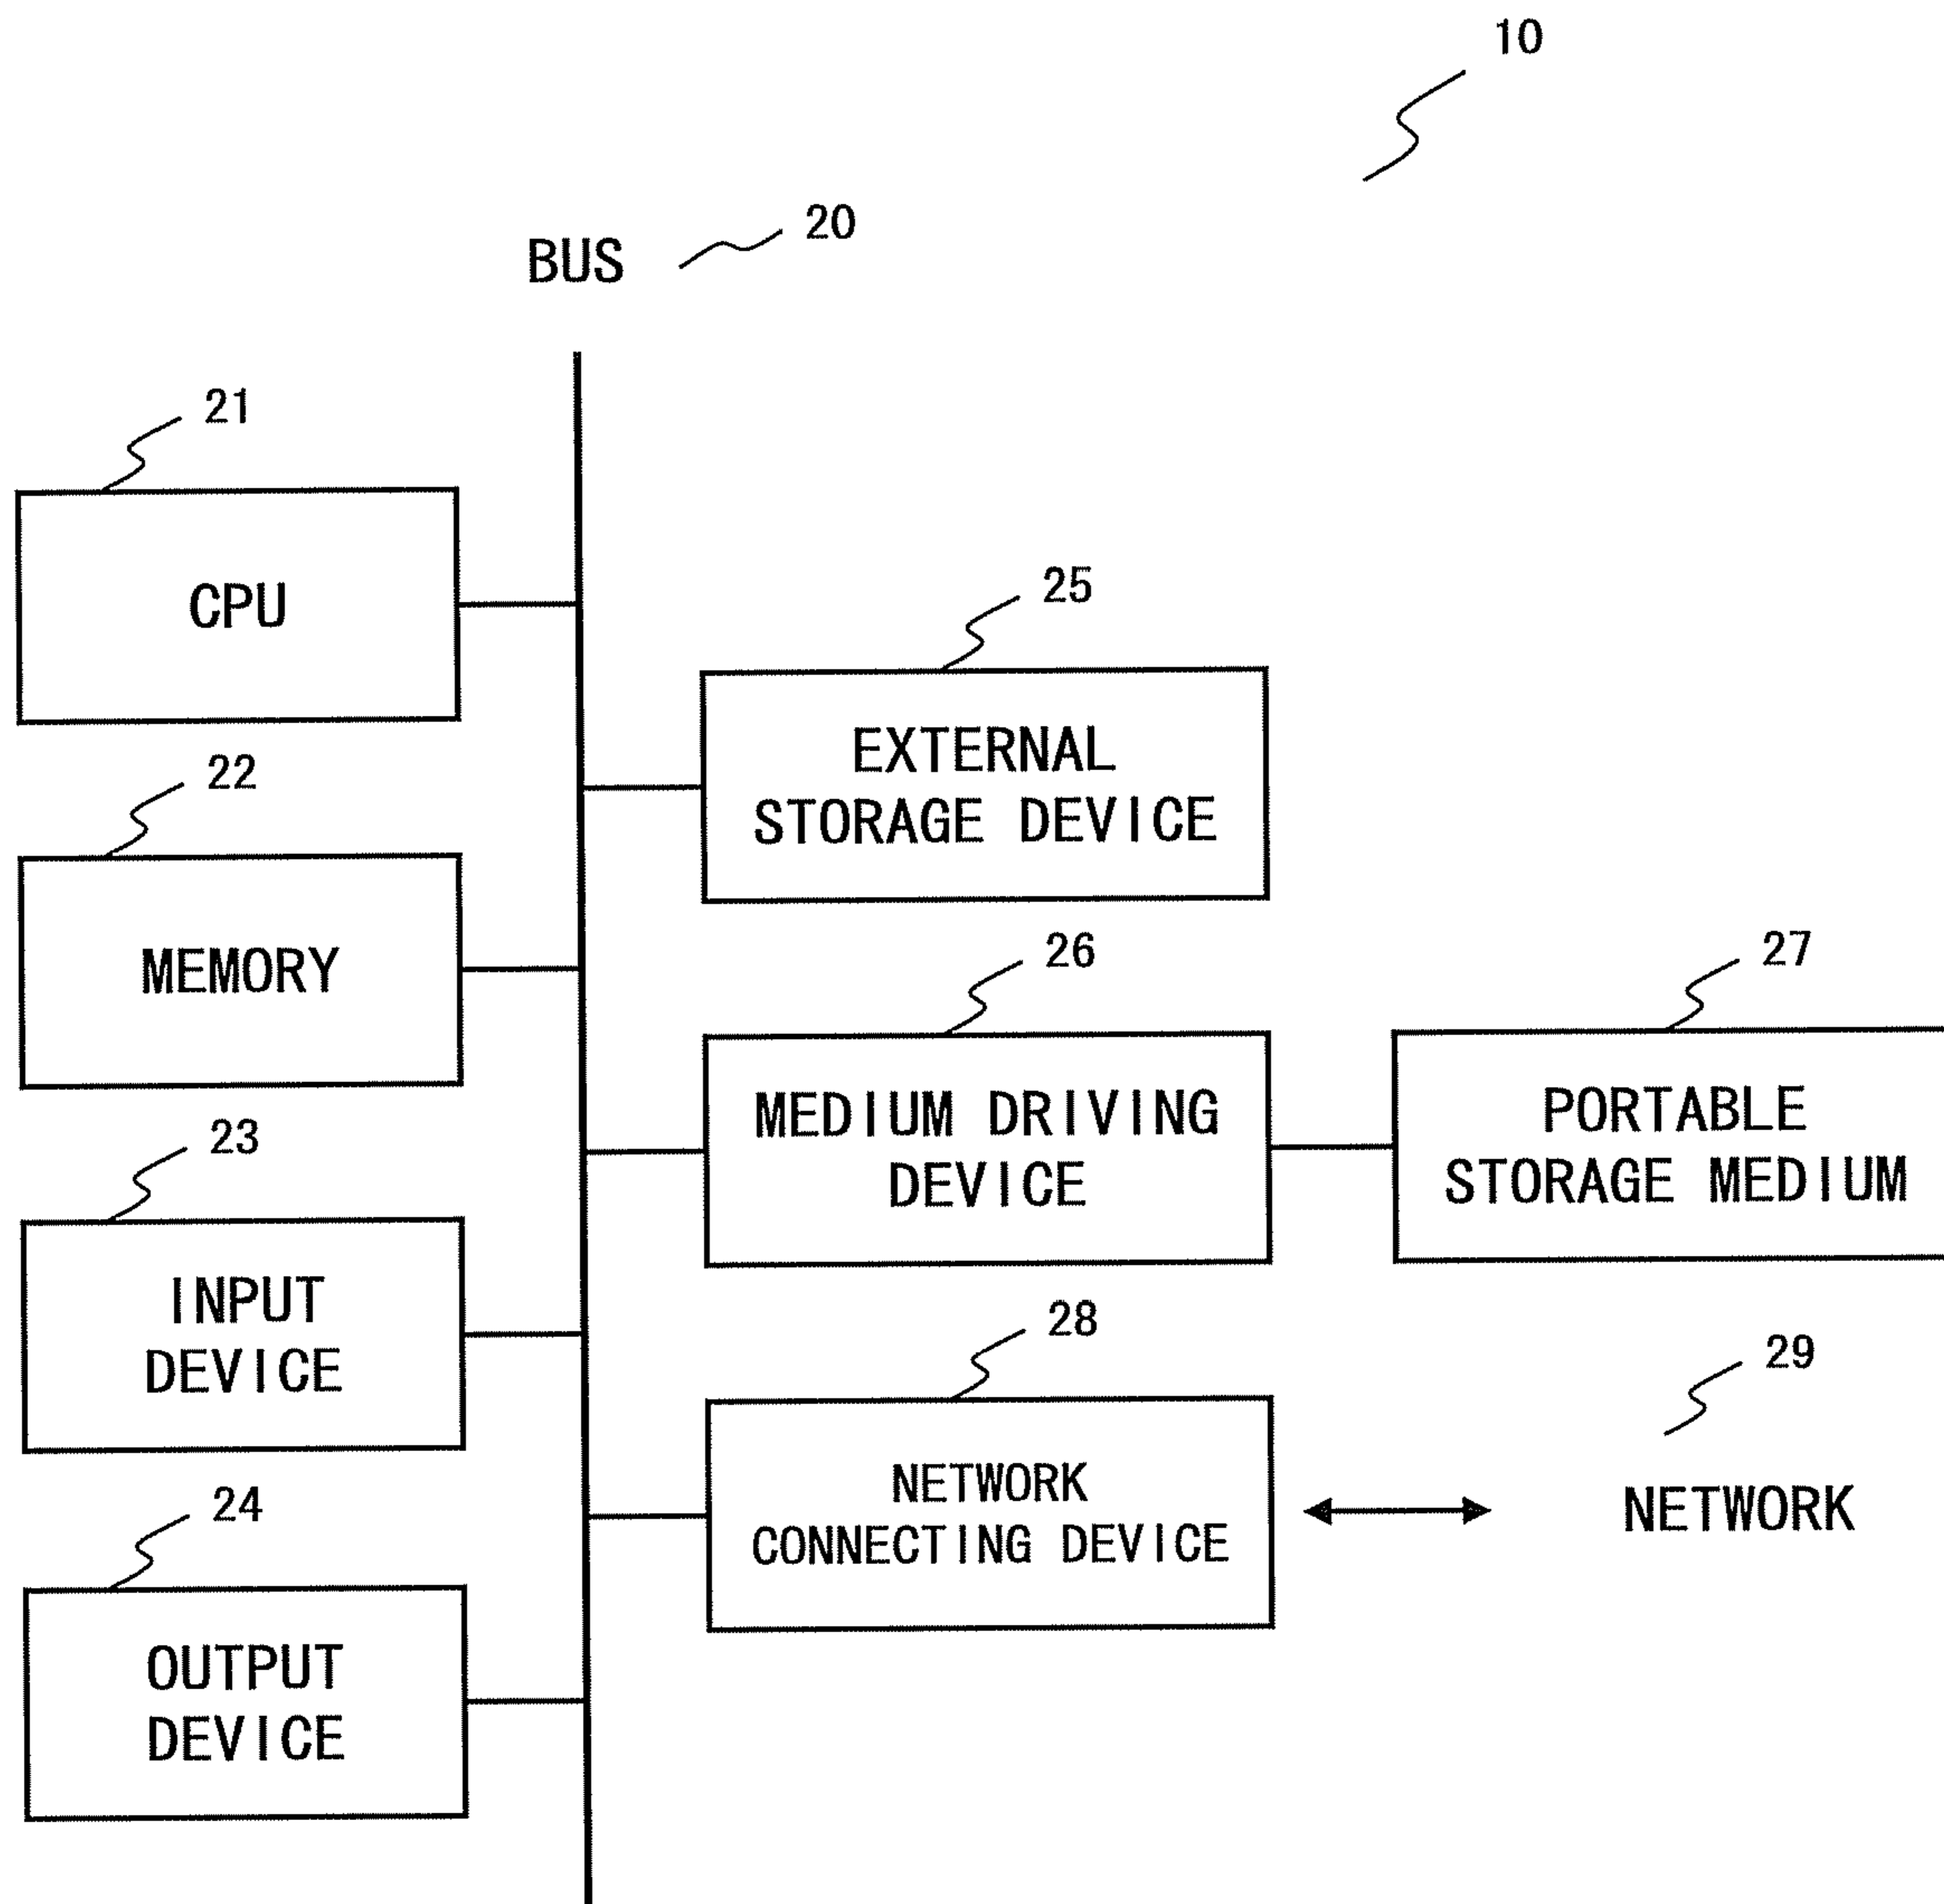 10
BUS
20
21
CPU
25
EXTERNAL
STORAGE DEVICE
22
MEMORY
26
MEDIUM DRIVING
DEVICE
27
PORTABLE
STORAGE MEDIUM
23
INPUT
DEVICE
28
NETWORK
CONNECTING DEVICE
29
NETWORK
24
OUTPUT
DEVICE